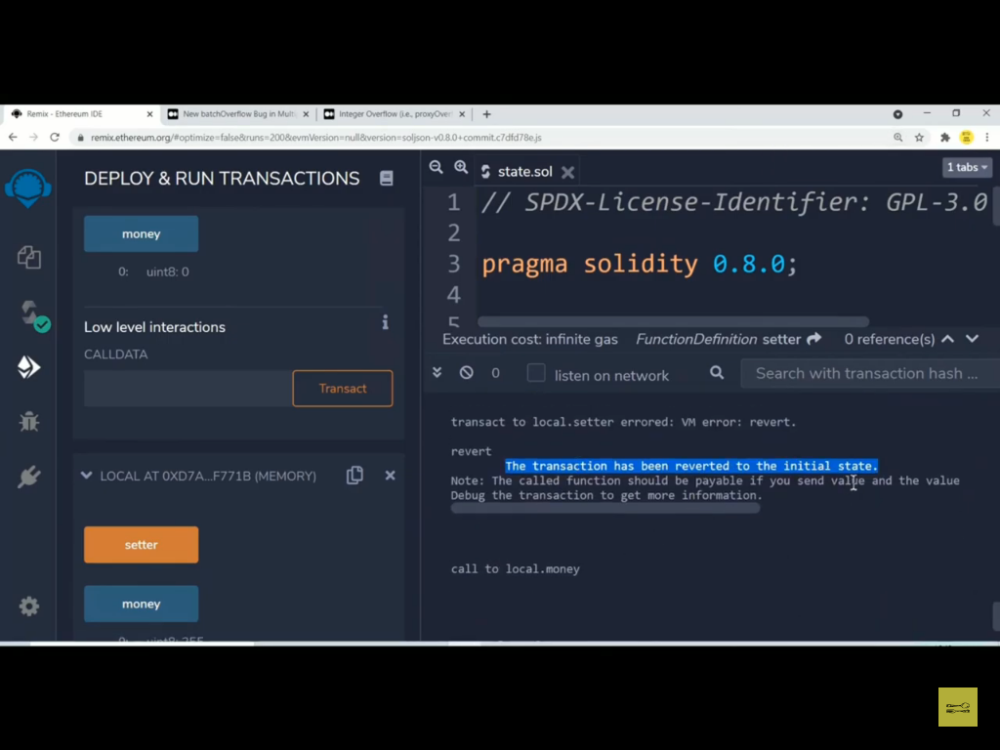 Remix - Ethereum IDE
New batchOverflow Bug in Multi
Integer Overflow (i.e., proxyOver
remix.ethereum.org/#optimize=false&runs=200&evmVersion=null&version=soljson-v0.8.0+commit.c7dfd78e.js
DEPLOY & RUN TRANSACTIONS
money
0: uint8: 0
Low level interactions
CALLDATA
Transact
LOCAL AT 0XD7A...F771B (MEMORY)
setter
money
0: uint8: 255
state.sol
1 tabs
1 // SPDX-License-Identifier: GPL-3.0
2
3 pragma solidity 0.8.0;
4
5
Execution cost: infinite gas FunctionDefinition setter 0 reference(s)
0 listen on network Search with transaction hash ...
transact to local.setter errored: VM error: revert.
revert
The transaction has been reverted to the initial state.
Note: The called function should be payable if you send value and the value
Debug the transaction to get more information.
call to local.money